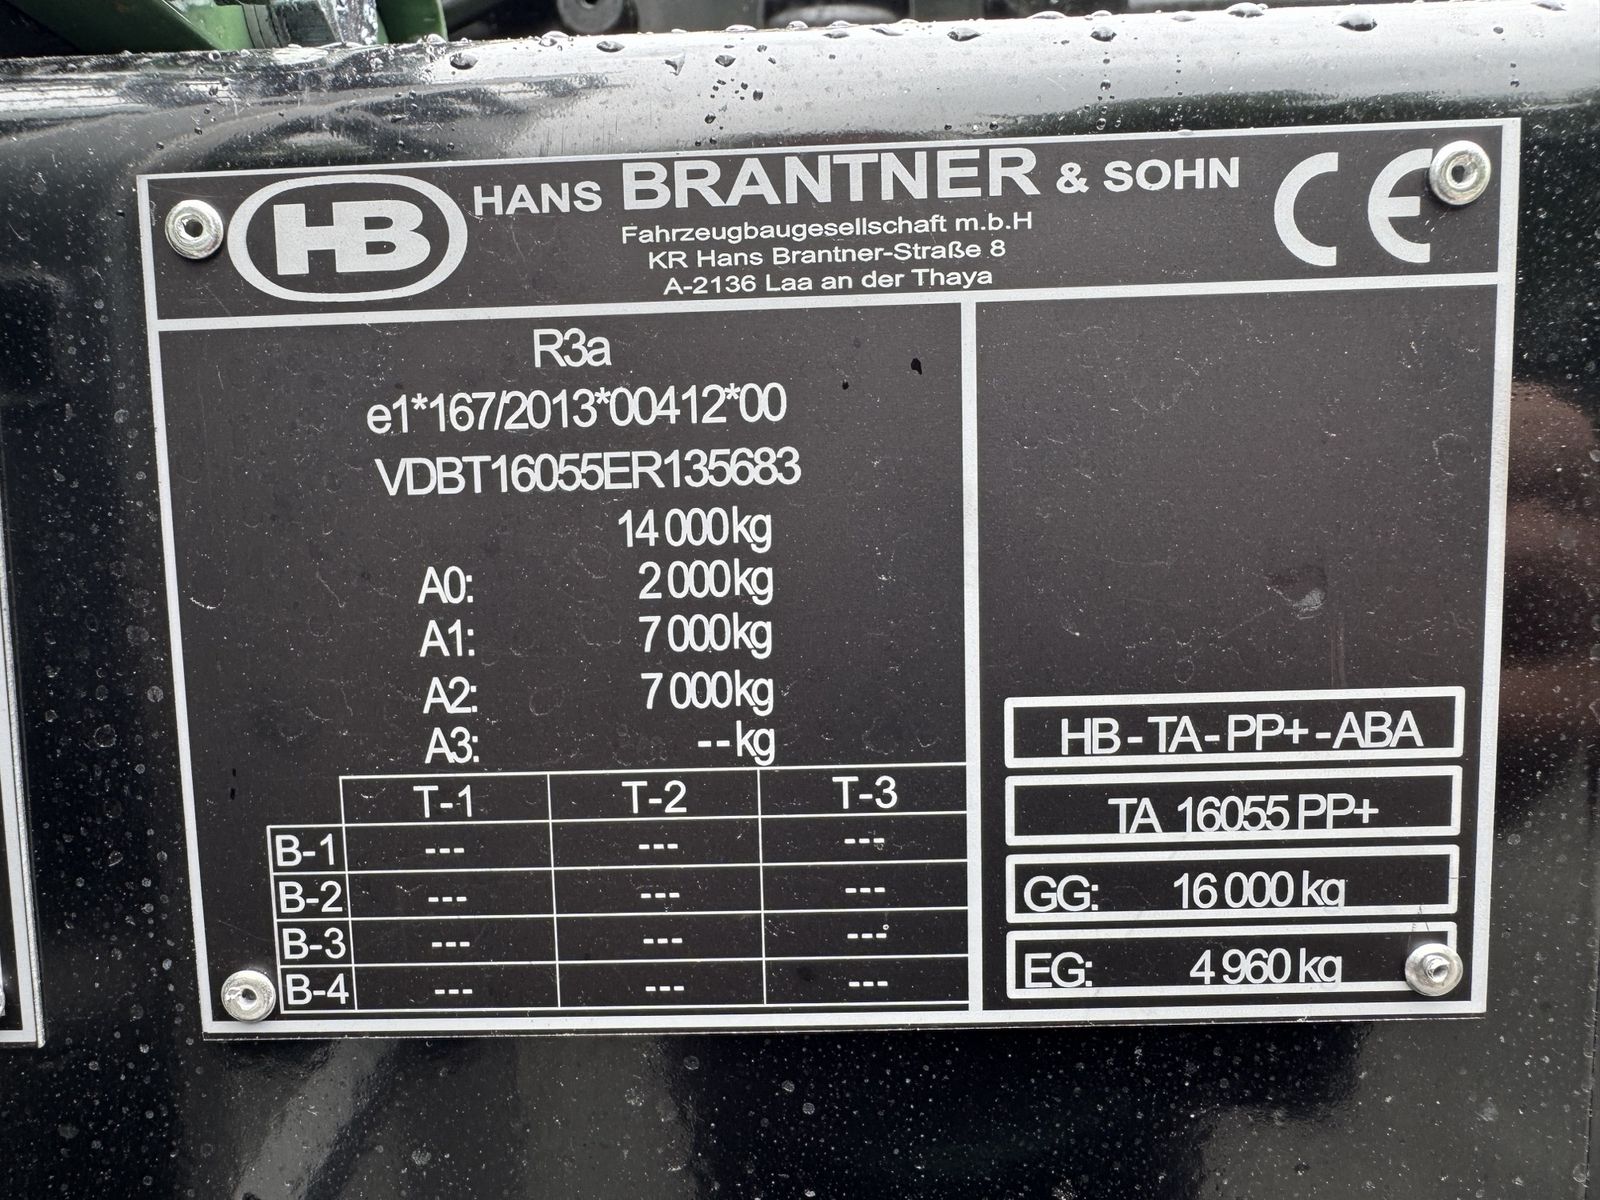 HB HANS BRANTNER & SOHN CE
Fahrzeugbaugesellschaft m.b.H
KR Hans Brantner-Straße 8
A-2136 Laa an der Thaya
R3a
e1*167/2013*00412*00
VDBT16055ER135683
14 000 kg
A0: 2 000 kg
A1: 7 000 kg
A2: 7 000 kg
A3: -- kg
T-1 T-2 T-3
B-1 --- --- ---
B-2 --- --- ---
B-3 --- --- ---
B-4 --- --- ---
HB-TA-PP+-ABA
TA 16055 PP+
GG: 16 000 kg
EG: 4 960 kg